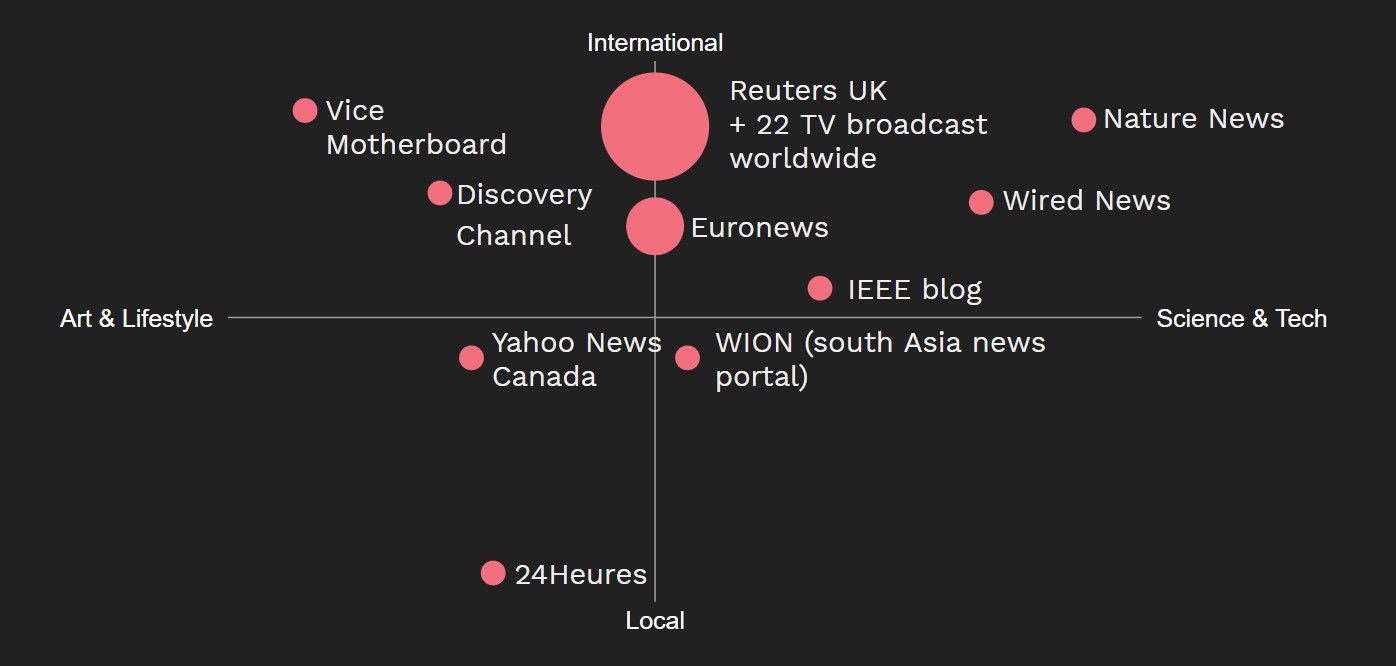 International
Vice
Motherboard
Reuters UK
+ 22 TV broadcast
worldwide
Nature News
Discovery
Channel
Wired News
Euronews
IEEE blog
Art & Lifestyle
Science & Tech
Yahoo News
Canada
WION (south Asia news
portal)
24Heures
Local